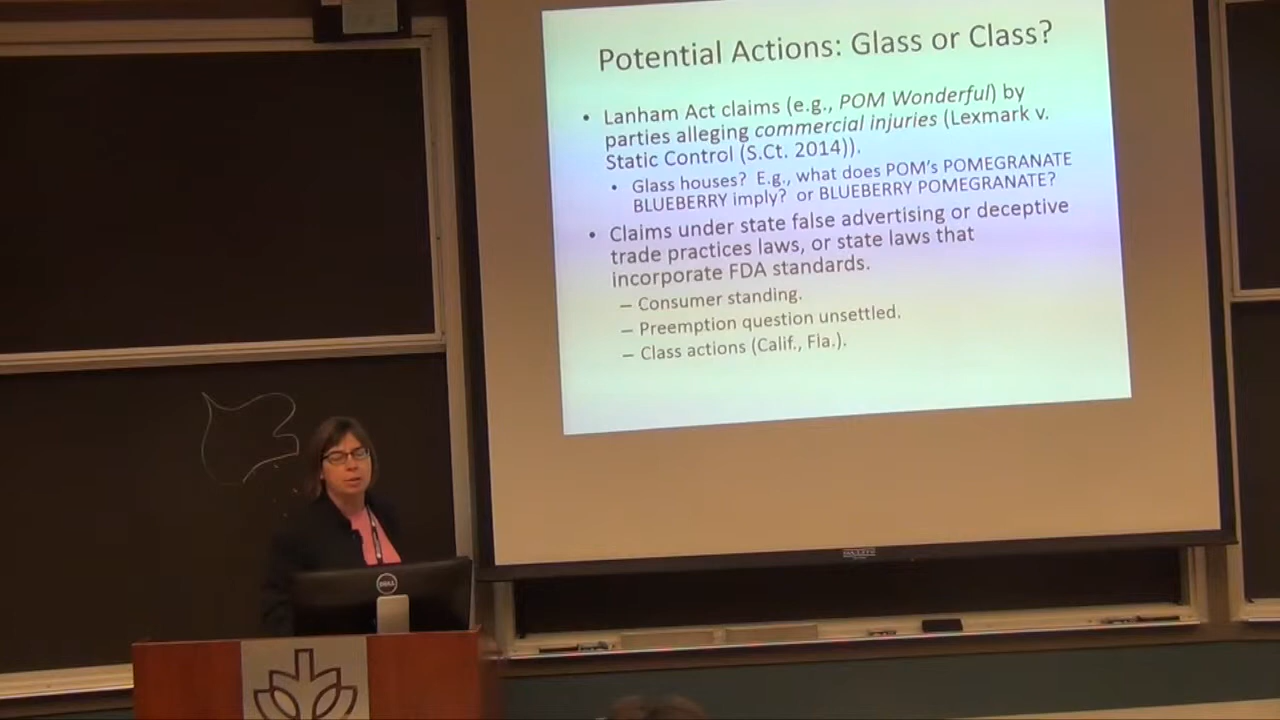 Potential Actions: Glass or Class?
• Lanham Act claims (e.g., POM Wonderful) by
parties alleging commercial injuries (Lexmark v.
Static Control (S.Ct. 2014)).
• Glass houses? E.g., what does POM's POMEGRANATE
BLUEBERRY imply? or BLUEBERRY POMEGRANATE?
• Claims under state false advertising or deceptive
trade practices laws, or state laws that
incorporate FDA standards.
– Consumer standing.
– Preemption question unsettled.
– Class actions (Calif., Fla.).
DELL